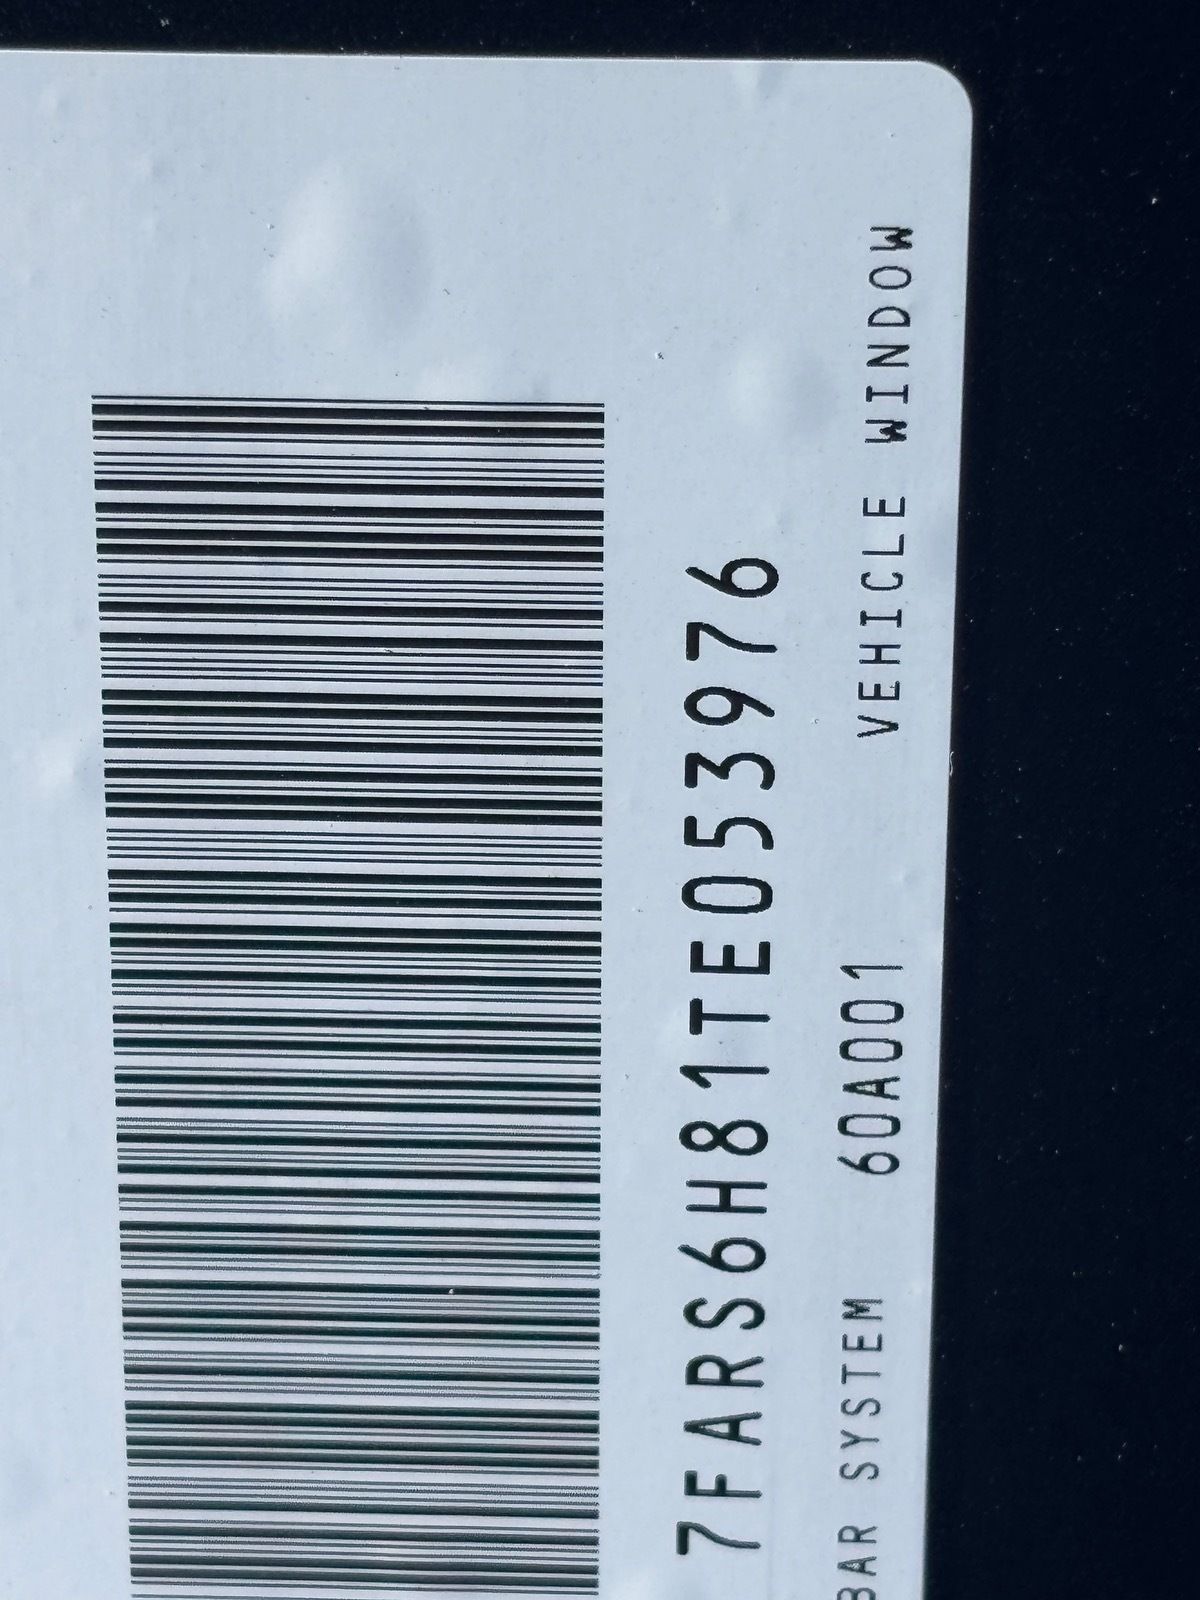 7FARS6H81TE053976
BAR SYSTEM 60A001 VEHICLE WINDOW